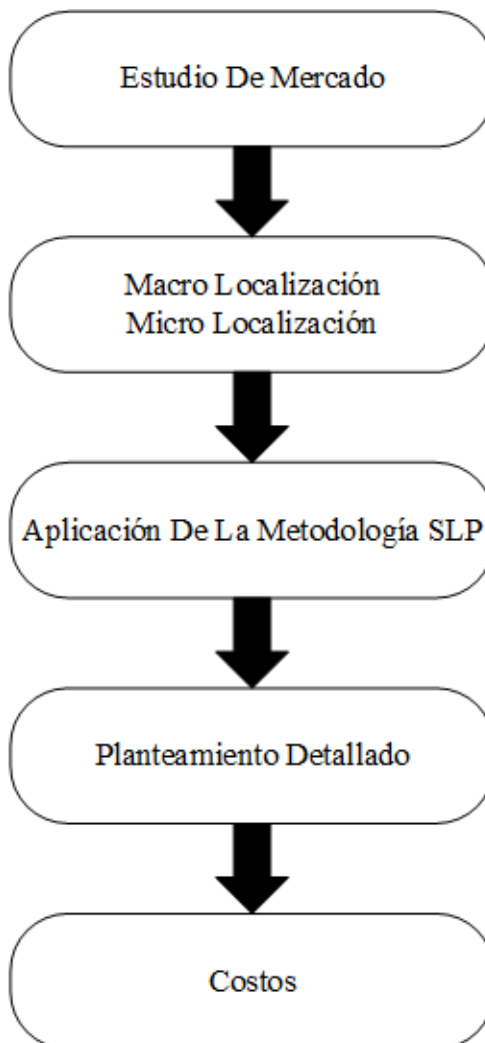 Estudio De Mercado
Macro Localización
Micro Localización
Aplicación De La Metodología SLP
Planteamiento Detallado
Costos